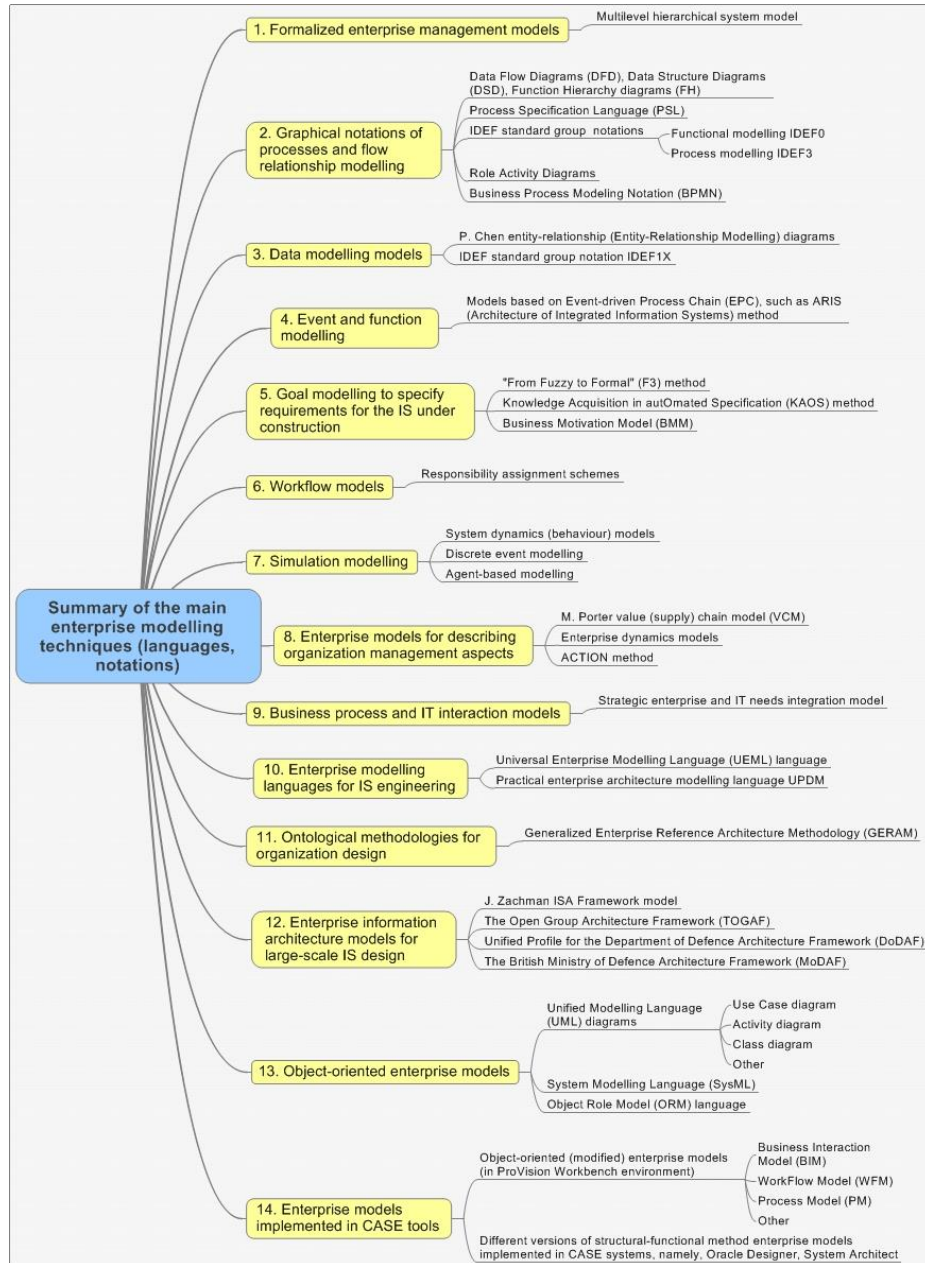 1. Formalized enterprise management models
Multilevel hierarchical system model
2. Graphical notations of
processes and flow
relationship modelling
Data Flow Diagrams (DFD), Data Structure Diagrams
(DSD), Function Hierarchy diagrams (FH)
Process Specification Language (PSL)
IDEF standard group notations
Functional modelling IDEF0
Process modelling IDEF3
Role Activity Diagrams
Business Process Modeling Notation (BPMN)
3. Data modelling models
P. Chen entity-relationship (Entity-Relationship Modelling) diagrams
IDEF standard group notation IDEF1X
4. Event and function
modelling
Models based on Event-driven Process Chain (EPC), such as ARIS
(Architecture of Integrated Information Systems) method
5. Goal modelling to specify
requirements for the IS under
construction
"From Fuzzy to Formal" (F3) method
Knowledge Acquisition in autOmated Specification (KAOS) method
Business Motivation Model (BMM)
6. Workflow models
Responsibility assignment schemes
7. Simulation modelling
System dynamics (behaviour) models
Discrete event modelling
Agent-based modelling
Summary of the main
enterprise modelling
techniques (languages,
notations)
8. Enterprise models for describing
organization management aspects
M. Porter value (supply) chain model (VCM)
Enterprise dynamics models
ACTION method
9. Business process and IT interaction models
Strategic enterprise and IT needs integration model
10. Enterprise modelling
languages for IS engineering
Universal Enterprise Modelling Language (UEML) language
Practical enterprise architecture modelling language UPDM
11. Ontological methodologies for
organization design
Generalized Enterprise Reference Architecture Methodology (GERAM)
12. Enterprise information
architecture models for
large-scale IS design
J. Zachman ISA Framework model
The Open Group Architecture Framework (TOGAF)
Unified Profile for the Department of Defence Architecture Framework (DoDAF)
The British Ministry of Defence Architecture Framework (MoDAF)
13. Object-oriented enterprise models
Unified Modelling Language
(UML) diagrams
Use Case diagram
Activity diagram
Class diagram
Other
System Modelling Language (SysML)
Object Role Model (ORM) language
14. Enterprise models
implemented in CASE tools
Object-oriented (modified) enterprise models
(in ProVision Workbench environment)
Business Interaction
Model (BIM)
WorkFlow Model (WFM)
Process Model (PM)
Other
Different versions of structural-functional method enterprise models
implemented in CASE systems, namely, Oracle Designer, System Architect